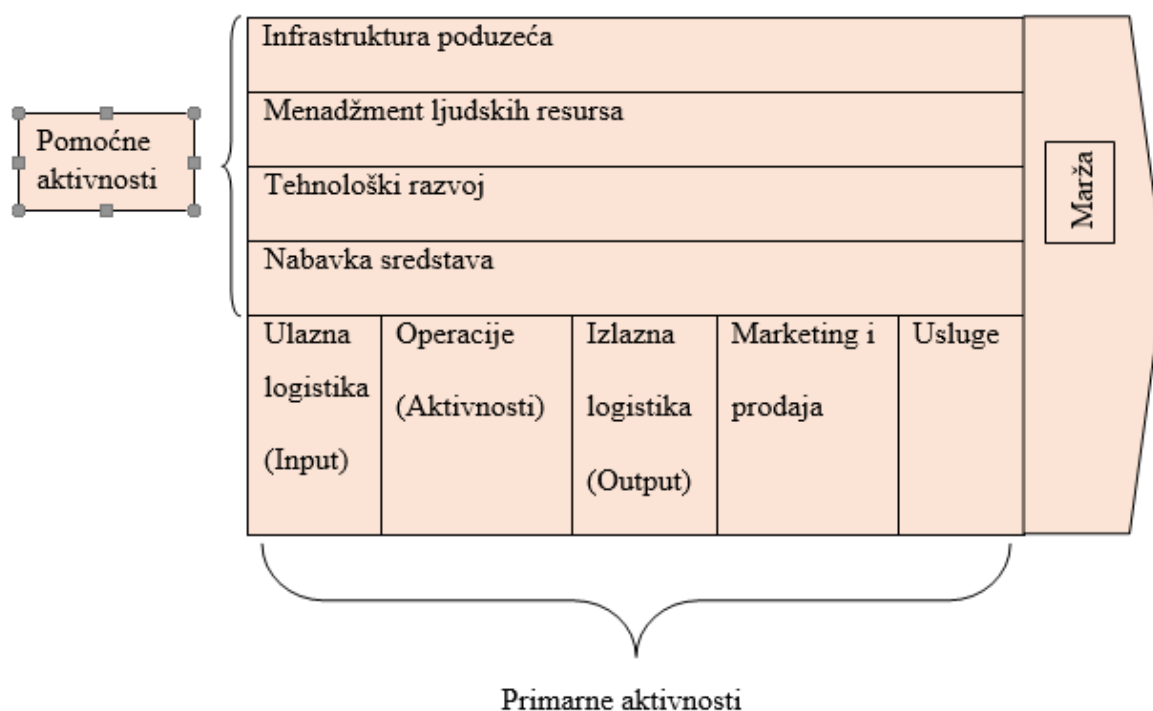 Infrastruktura poduzeća
Menadžment ljudskih resursa
Pomoćne
aktivnosti
Tehnološki razvoj
Nabavka sredstava
Marža
Ulazna
logistika
(Input)
Operacije
(Aktivnosti)
Izlazna
logistika
(Output)
Marketing i
prodaja
Usluge
Primarne aktivnosti